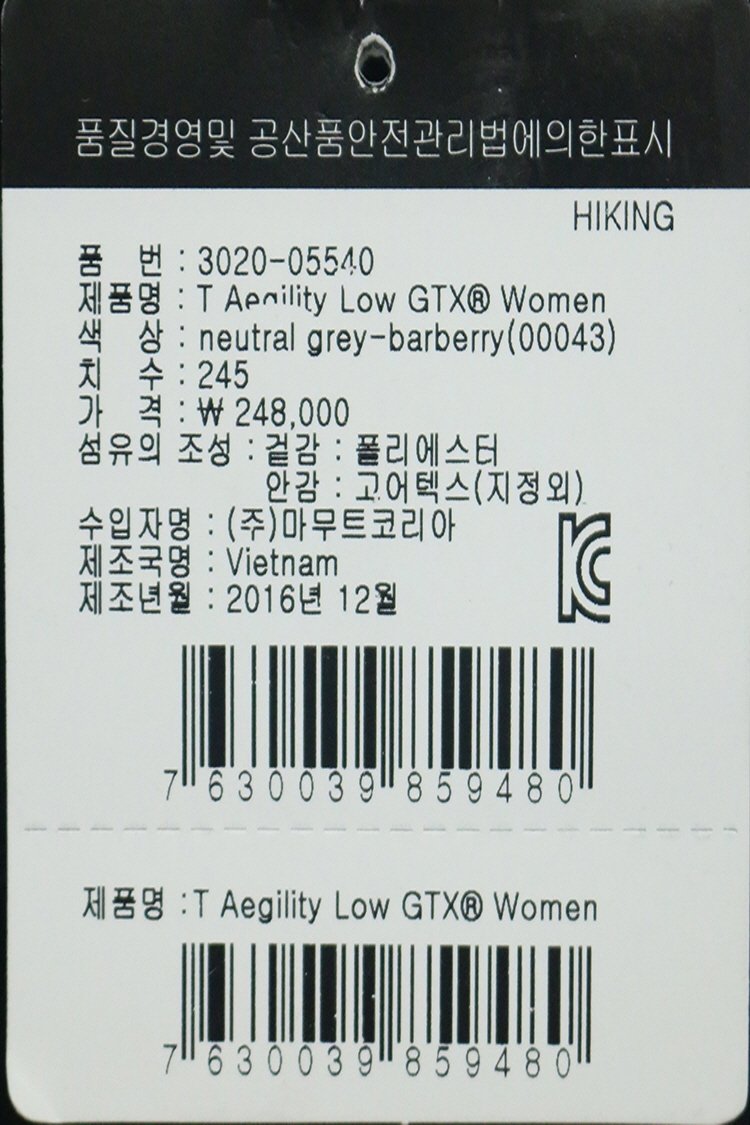 품질경영및 공산품안전관리법에의한표시
HIKING
품 번 : 3020-05540
제품명 : T Aegility Low GTX® Women
색 상 : neutral grey-barberry(00043)
치 수 : 245
가 격 : ₩ 248,000
섬유의 조성 : 겉감 : 폴리에스터
안감 : 고어텍스(지정외)
수입자명 : (주)마무트코리아
제조국명 : Vietnam
제조년월 : 2016년 12월
7 630039 859480
제품명 :T Aegility Low GTX® Women
7 630039 859480